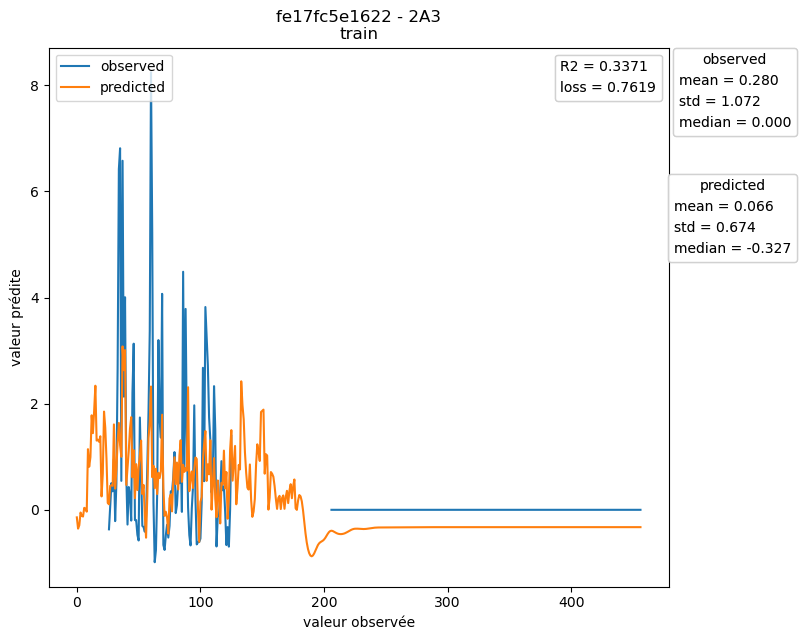 fe17fc5e1622 - 2A3
train
observed
predicted
R2 = 0.3371
loss = 0.7619
observed
mean = 0.280
std = 1.072
median = 0.000
predicted
mean = 0.066
std = 0.674
median = -0.327
valeur prédite
8
6
4
2
0
0 100 200 300 400
valeur observée